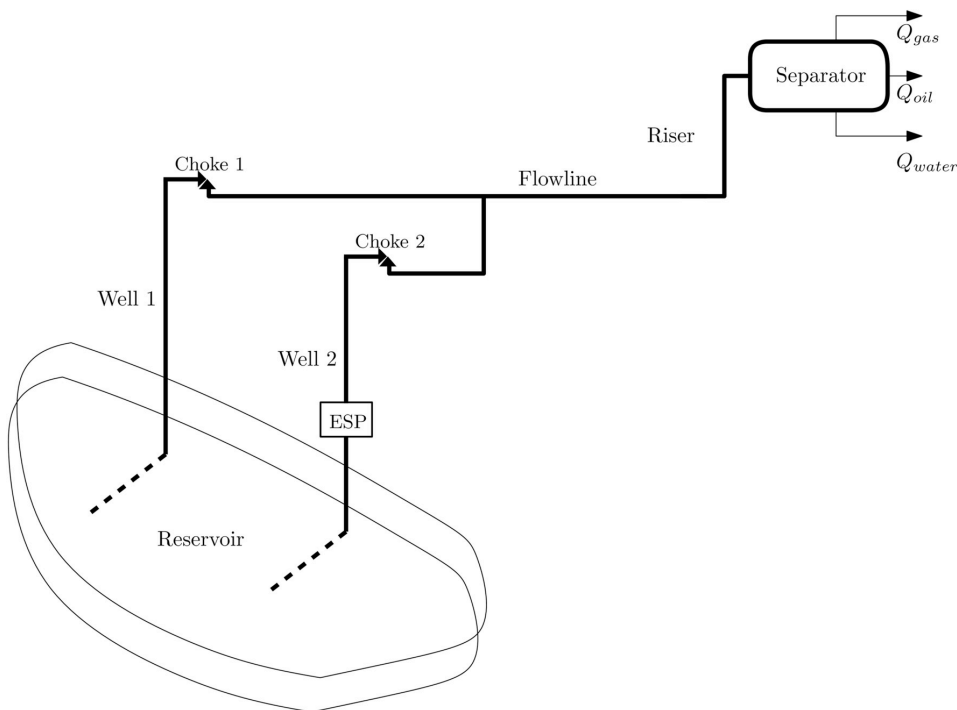 Q_gas
Separator
Q_oil
Riser
Q_water
Choke 1
Flowline
Choke 2
Well 1
Well 2
ESP
Reservoir